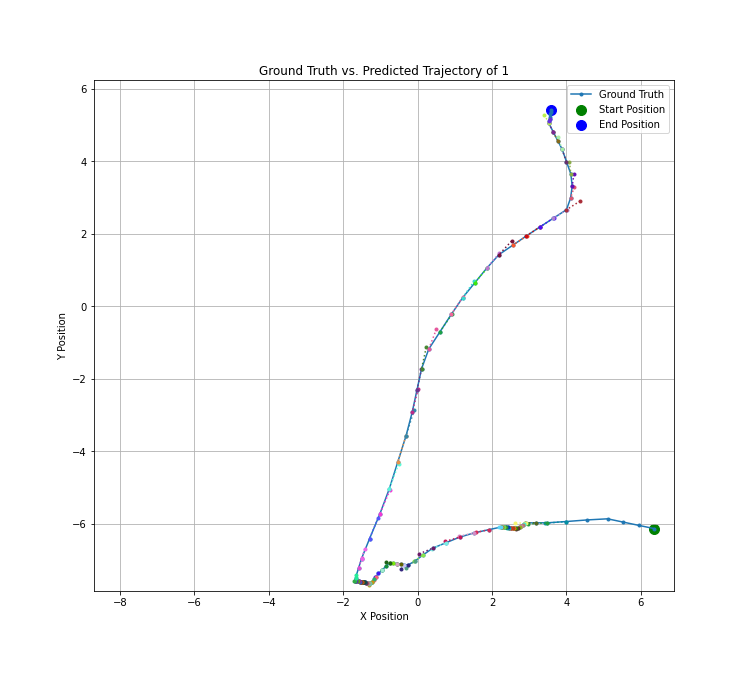 Ground Truth vs. Predicted Trajectory of 1
Ground Truth
Start Position
End Position
Y Position
6
4
2
0
−2
−4
−6
−8
−6
−4
−2
0
2
4
6
X Position